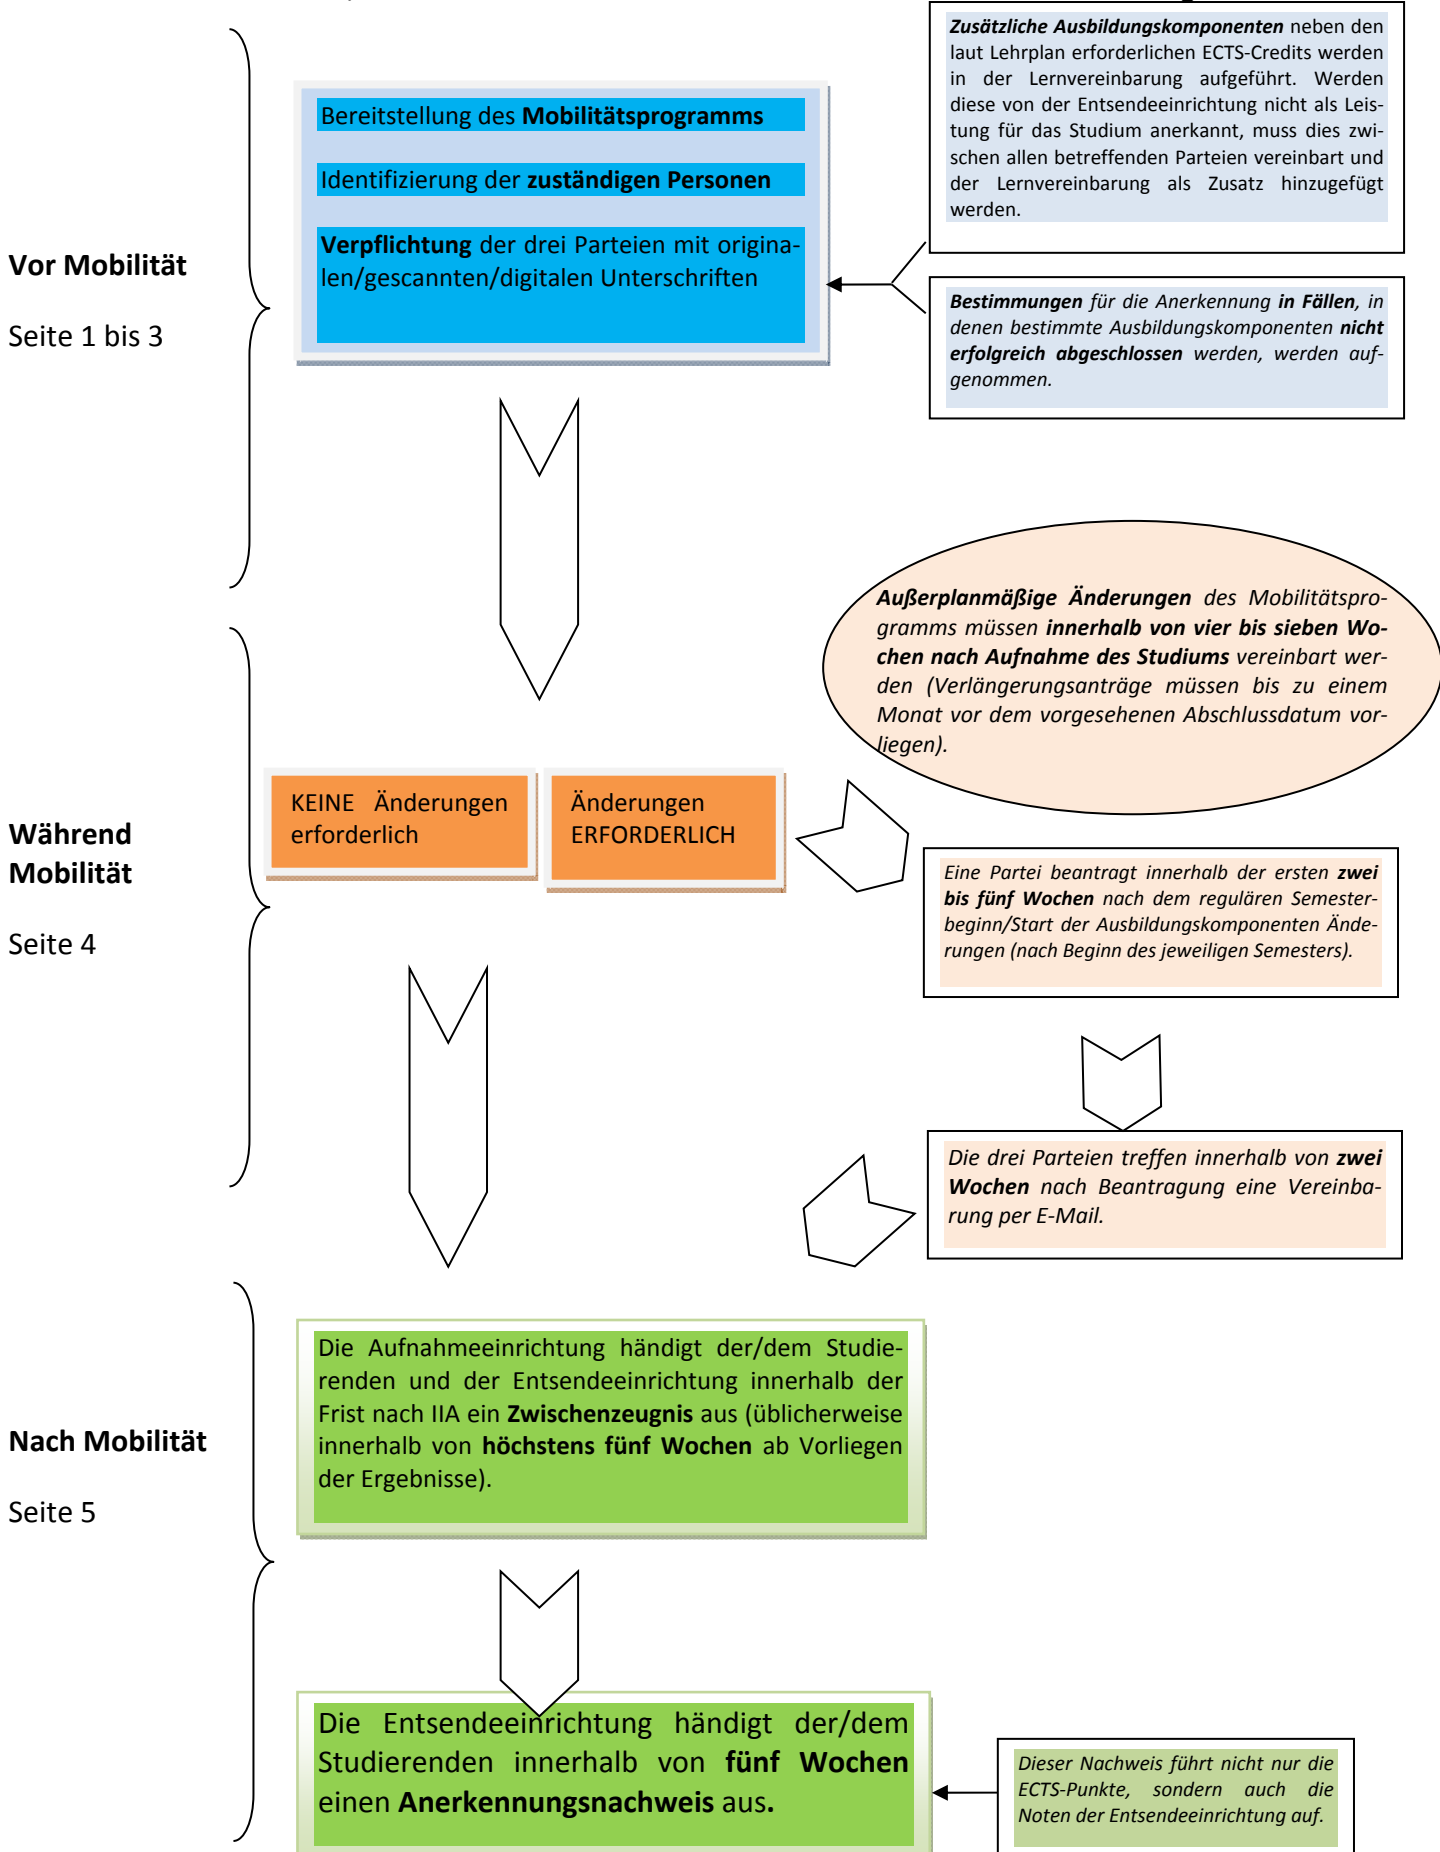 Zusätzliche Ausbildungskomponenten neben den
laut Lehrplan erforderlichen ECTS-Credits werden
in der Lernvereinbarung aufgeführt. Werden
diese von der Entsendeeinrichtung nicht als Leis-
tung für das Studium anerkannt, muss dies zwi-
schen allen betreffenden Parteien vereinbart und
der Lernvereinbarung als Zusatz hinzugefügt
werden.
Bereitstellung des Mobilitätsprogramms
Identifizierung der zuständigen Personen
Verpflichtung der drei Parteien mit origina-
len/gescannten/digitalen Unterschriften
Vor Mobilität
Seite 1 bis 3
Bestimmungen für die Anerkennung in Fällen, in
denen bestimmte Ausbildungskomponenten nicht
erfolgreich abgeschlossen werden, werden auf-
genommen.
Außerplanmäßige Änderungen des Mobilitätspro-
gramms müssen innerhalb von vier bis sieben Wo-
chen nach Aufnahme des Studiums vereinbart wer-
den (Verlängerungsanträge müssen bis zu einem
Monat vor dem vorgesehenen Abschlussdatum vor-
liegen).
KEINE Änderungen
erforderlich
Änderungen
ERFORDERLICH
Während
Mobilität
Seite 4
Eine Partei beantragt innerhalb der ersten zwei
bis fünf Wochen nach dem regulären Semester-
beginn/Start der Ausbildungskomponenten Ände-
rungen (nach Beginn des jeweiligen Semesters).
Die drei Parteien treffen innerhalb von zwei
Wochen nach Beantragung eine Vereinba-
rung per E-Mail.
Die Aufnahmeeinrichtung händigt der/dem Studie-
renden und der Entsendeeinrichtung innerhalb der
Frist nach IIA ein Zwischenzeugnis aus (üblicherweise
innerhalb von höchstens fünf Wochen ab Vorliegen
der Ergebnisse).
Nach Mobilität
Seite 5
Die Entsendeeinrichtung händigt der/dem
Studierenden innerhalb von fünf Wochen
einen Anerkennungsnachweis aus.
Dieser Nachweis führt nicht nur die
ECTS-Punkte, sondern auch die
Noten der Entsendeeinrichtung auf.